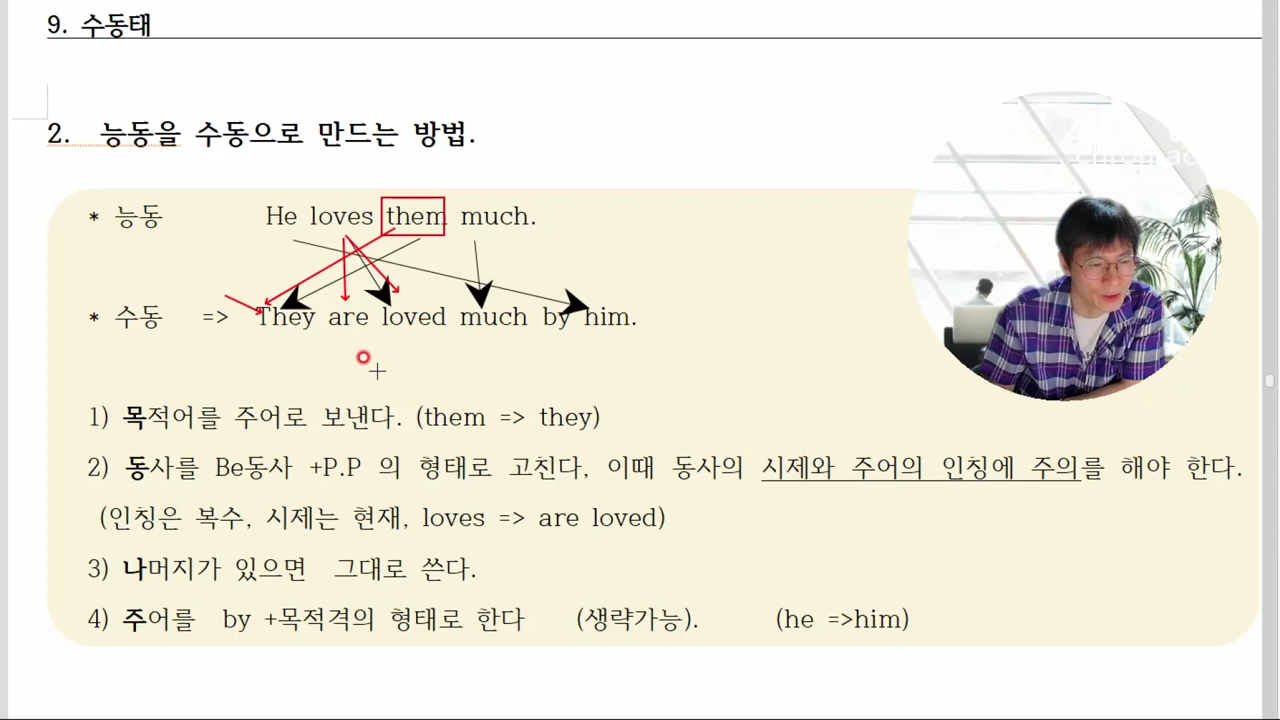 9. 수동태
2. 능동을 수동으로 만드는 방법.
* 능동 He loves them much.
* 수동 => They are loved much by him.
1) 목적어를 주어로 보낸다. (them => they)
2) 동사를 Be동사 +P.P 의 형태로 고친다, 이때 동사의 시제와 주어의 인칭에 주의를 해야 한다.
(인칭은 복수, 시제는 현재, loves => are loved)
3) 나머지가 있으면 그대로 쓴다.
4) 주어를 by +목적격의 형태로 한다 (생략가능). (he =>him)